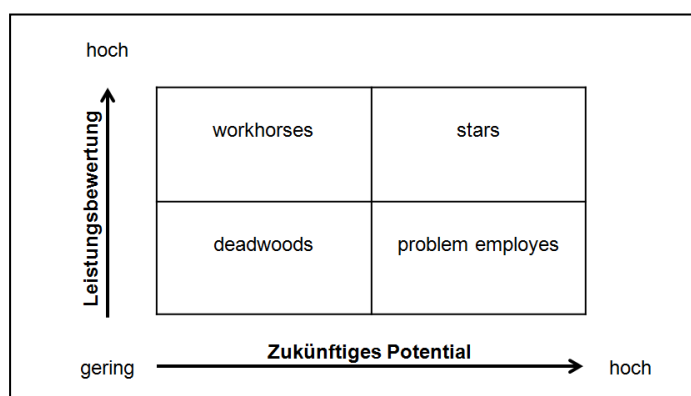 hoch
Leistungsbewertung
workhorses
stars
deadwoods
problem employes
Zukünftiges Potential
gering
hoch